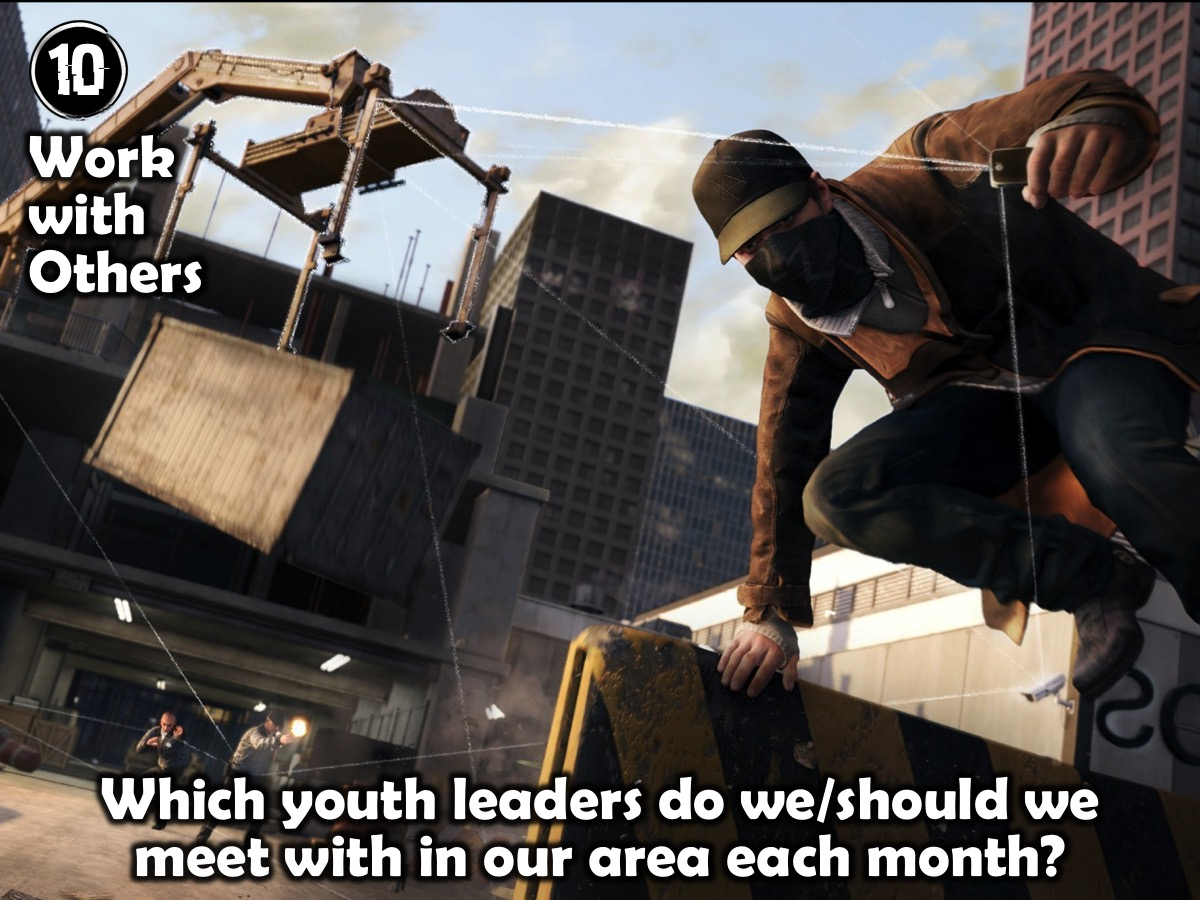 10
Work
with
Others
Which youth leaders do we/should we
meet with in our area each month?